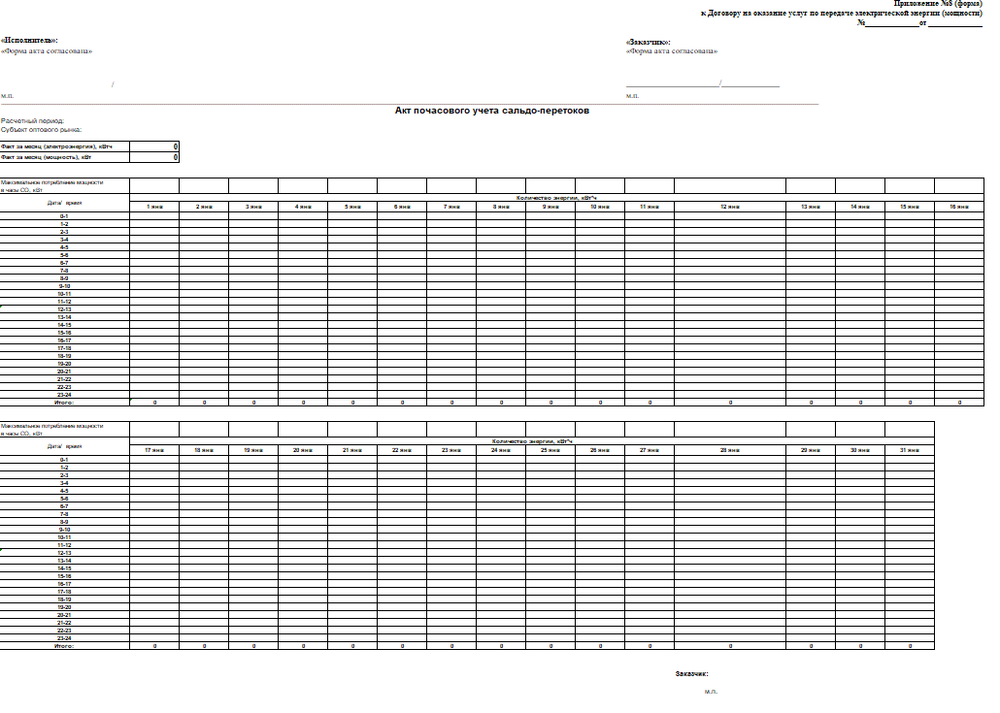 Приложение №8 (форма)
к Договору на оказание услуг по передаче электрической энергии (мощности)
№______________от ______________
«Исполнитель»:
«Заказчик»:
«Форма акта согласована»
«Форма акта согласована»
/
________________________/_______________
м.п.
м.п.
Акт почасового учета сальдо-перетоков
Расчетный период:
Субъект оптового рынка:
Факт за месяц (электроэнергия), кВтч 0
Факт за месяц (мощность), кВт 0
Максимальное потребление мощности
в часы СО, кВт
Количество энергии, кВт*ч
Дата/ время
1 янв 2 янв 3 янв 4 янв 5 янв 6 янв 7 янв 8 янв 9 янв 10 янв 11 янв 12 янв 13 янв 14 янв 15 янв 16 янв
0-1
1-2
2-3
3-4
4-5
5-6
6-7
7-8
8-9
9-10
10-11
11-12
12-13
13-14
14-15
15-16
16-17
17-18
18-19
19-20
20-21
21-22
22-23
23-24
Итого: 0 0 0 0 0 0 0 0 0 0 0 0 0 0 0 0
Максимальное потребление мощности
в часы СО, кВт
Количество энергии, кВт*ч
Дата/ время
17 янв 18 янв 19 янв 20 янв 21 янв 22 янв 23 янв 24 янв 25 янв 26 янв 27 янв 28 янв 29 янв 30 янв 31 янв
0-1
1-2
2-3
3-4
4-5
5-6
6-7
7-8
8-9
9-10
10-11
11-12
12-13
13-14
14-15
15-16
16-17
17-18
18-19
19-20
20-21
21-22
22-23
23-24
Итого: 0 0 0 0 0 0 0 0 0 0 0 0 0 0 0
Заказчик:
м.п.